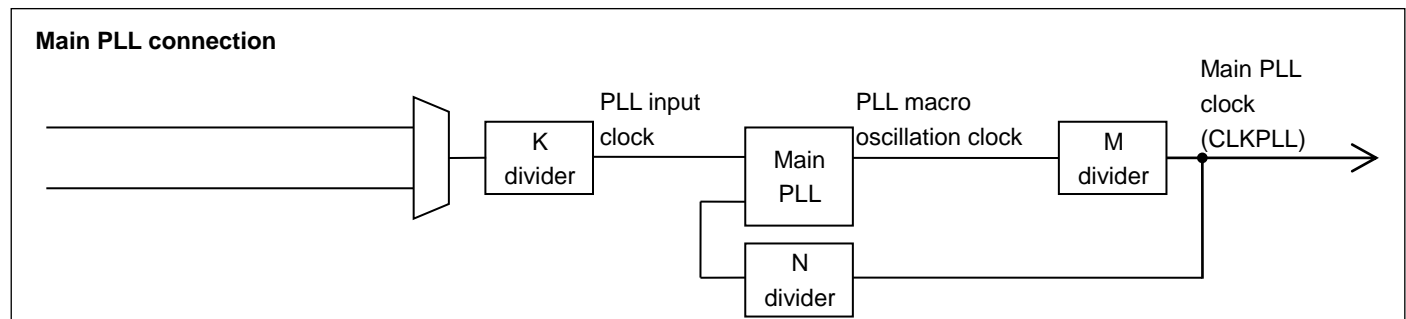 Main PLL connection
Main PLL
clock
(CLKPLL)
PLL input
clock
PLL macro
oscillation clock
K
divider
Main
PLL
M
divider
N
divider